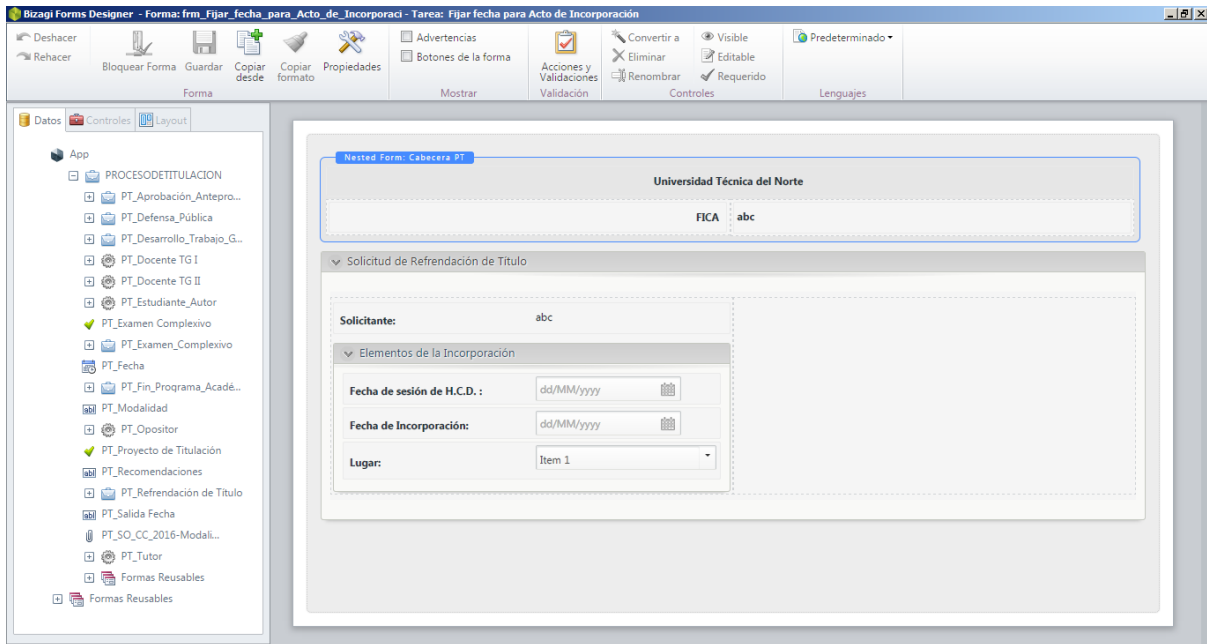 Bizagi Forms Designer - Forma: frm_Fijar_fecha_para_Acto_de_Incorporaci - Tarea: Fijar fecha para Acto de Incorporación
Deshacer
Rehacer
Bloquear Forma
Guardar
Copiar desde
Forma
Copiar formato
Propiedades
Advertencias
Botones de la forma
Mostrar
Acciones y Validaciones
Validación
Convertir a
Eliminar
Renombrar
Visible
Editable
Requerido
Controles
Predeterminado
Lenguajes
Datos
Controles
Layout
App
PROCESODETITULACION
PT_Aprobación_Antepro...
PT_Defensa_Pública
PT_Desarrollo_Trabajo_G...
PT_Docente TG I
PT_Docente TG II
PT_Estudiante_Autor
PT_Examen Complexivo
PT_Examen_Complexivo
PT_Fecha
PT_Fin_Programa_Acadé...
PT_Modalidad
PT_Opositor
PT_Proyecto de Titulación
PT_Recomendaciones
PT_Refrendación de Título
PT_Salida Fecha
PT_SO_CC_2016-Modali...
PT_Tutor
Formas Reusables
Formas Reusables
Nested Form: Cabecera PT
Universidad Técnica del Norte
FICA abc
Solicitud de Refrendación de Título
Solicitante: abc
Elementos de la Incorporación
Fecha de sesión de H.C.D. : dd/MM/yyyy
Fecha de Incorporación: dd/MM/yyyy
Lugar: Item 1